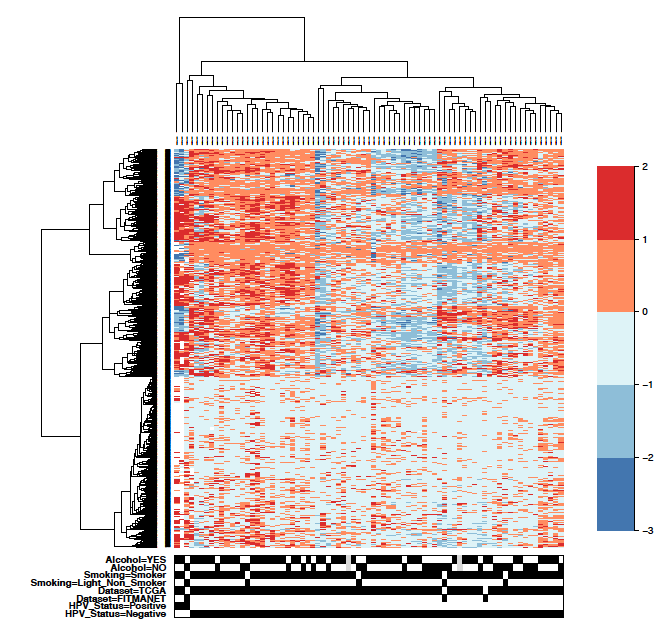 2
1
0
−1
−2
−3
Alcohol=YES
Alcohol=NO
Smoking=Smoker
Smoking=Light_Non_Smoker
Dataset=TCGA
Dataset=FITMANET
HPV_Status=Positive
HPV_Status=Negative